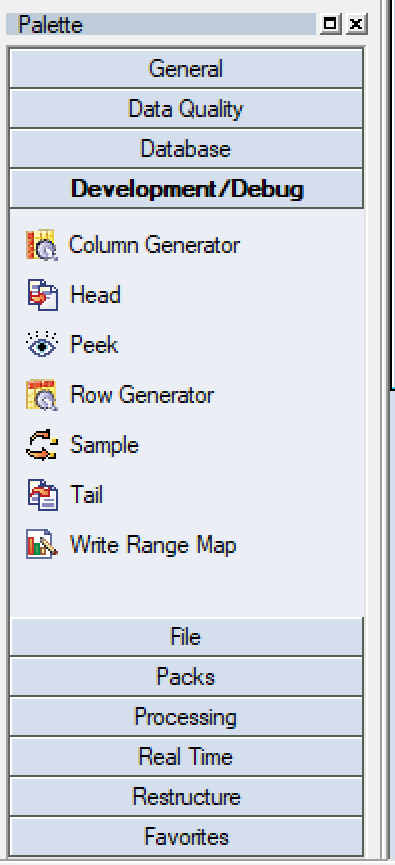 Palette
General
Data Quality
Database
Development/Debug
Column Generator
Head
Peek
Row Generator
Sample
Tail
Write Range Map
File
Packs
Processing
Real Time
Restructure
Favorites